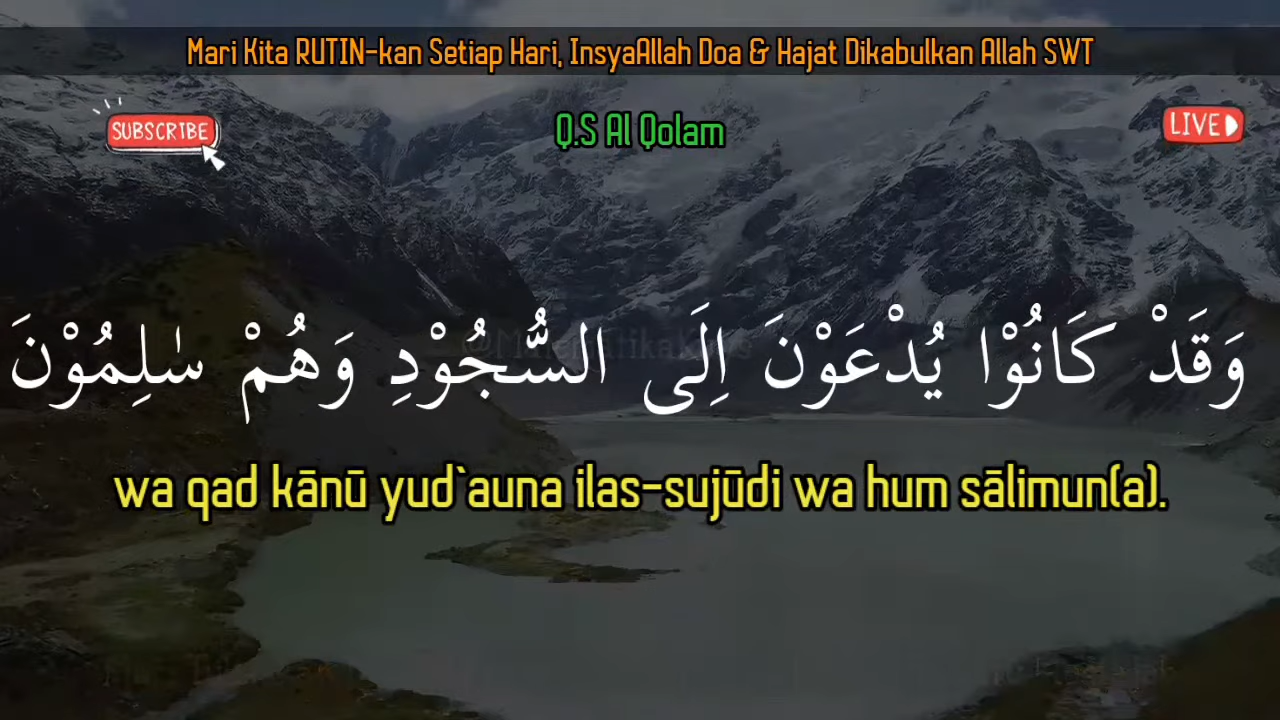 Mari Kita RUTIN-kan Setiap Hari, InsyaAllah Doa & Hajat Dikabulkan Allah SWT
SUBSCRIBE
Q.S Al Qolam
LIVE
وَقَدْ كَانُوْا يُدْعَوْنَ اِلَى السُّجُوْدِ وَهُمْ سٰلِمُوْنَ
wa qad kānū yud`auna ilas-sujūdi wa hum sālimun(a).